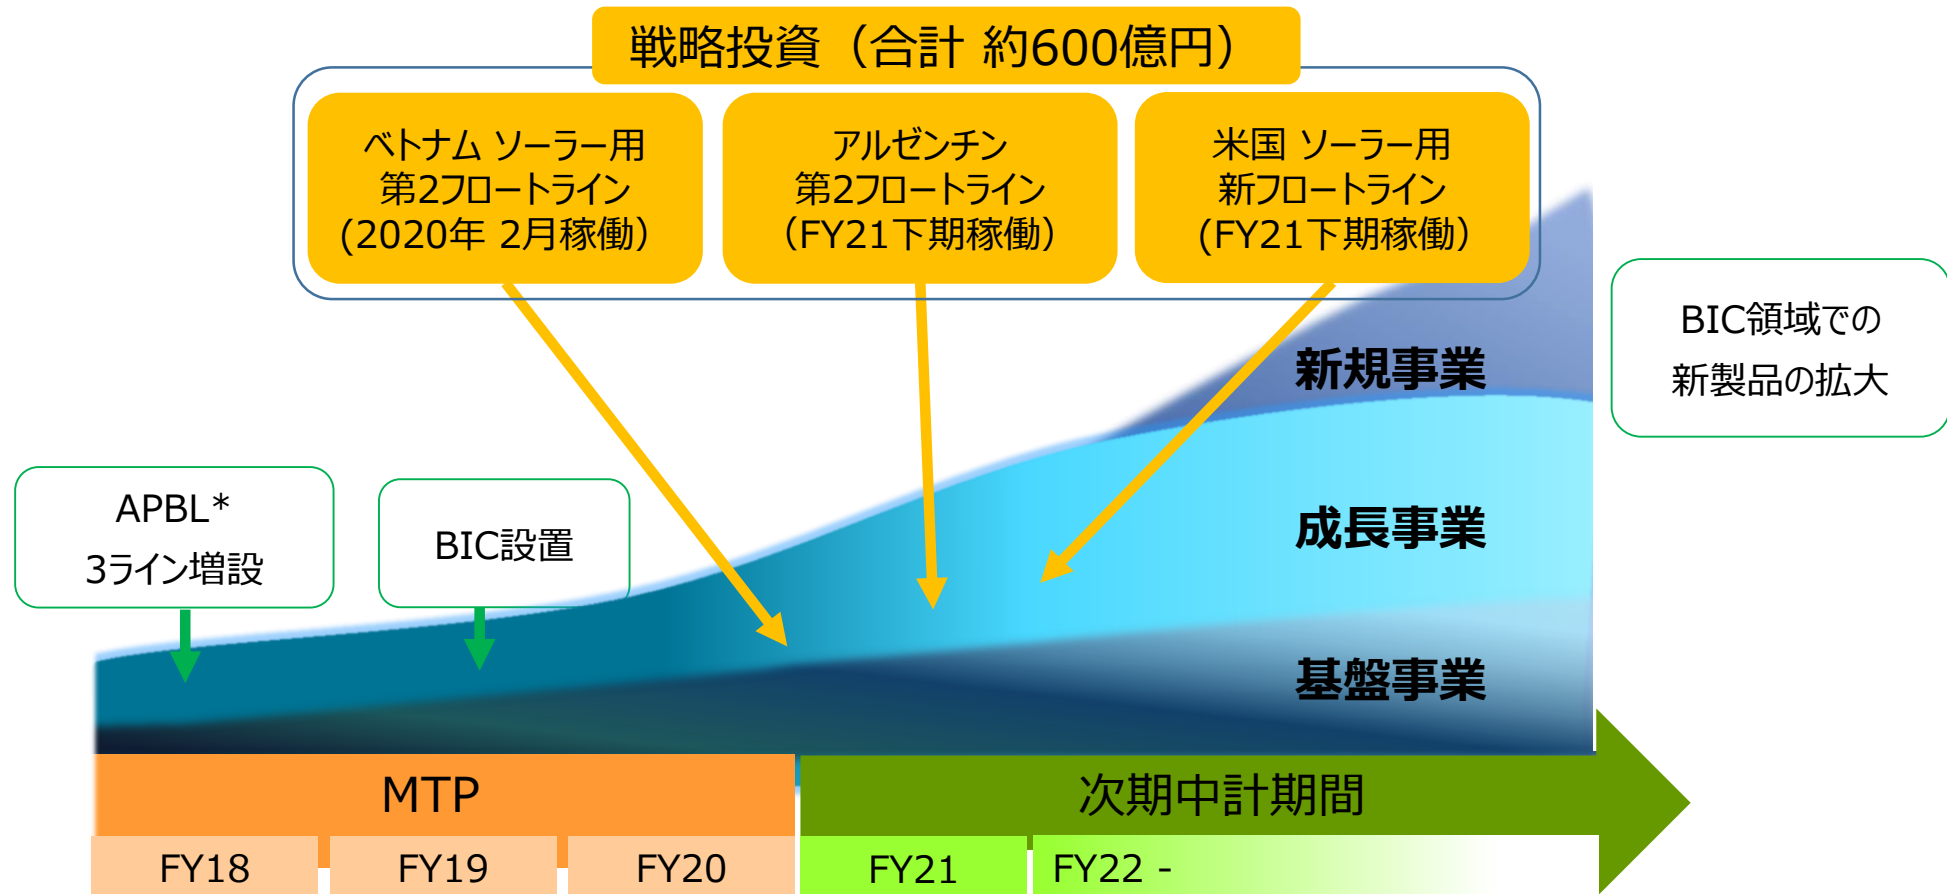 戦略投資（合計 約600億円）
ベトナム ソーラー用
第2フロートライン
(2020年 2月稼働）
アルゼンチン
第2フロートライン
（FY21下期稼働）
米国 ソーラー用
新フロートライン
(FY21下期稼働）
BIC領域での
新製品の拡大
新規事業
APBL*
3ライン増設
BIC設置
成長事業
基盤事業
MTP
次期中計期間
FY18
FY19
FY20
FY21
FY22 -